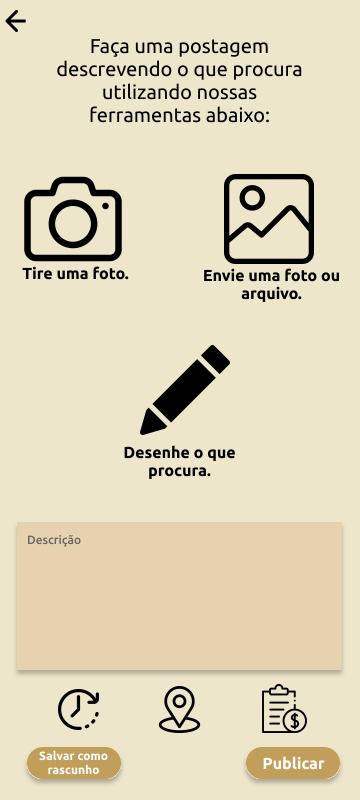 Faça uma postagem
descrevendo o que procura
utilizando nossas
ferramentas abaixo:
Tire uma foto.
Envie uma foto ou
arquivo.
Desenhe o que
procura.
Descrição
$
Salvar como
rascunho
Publicar